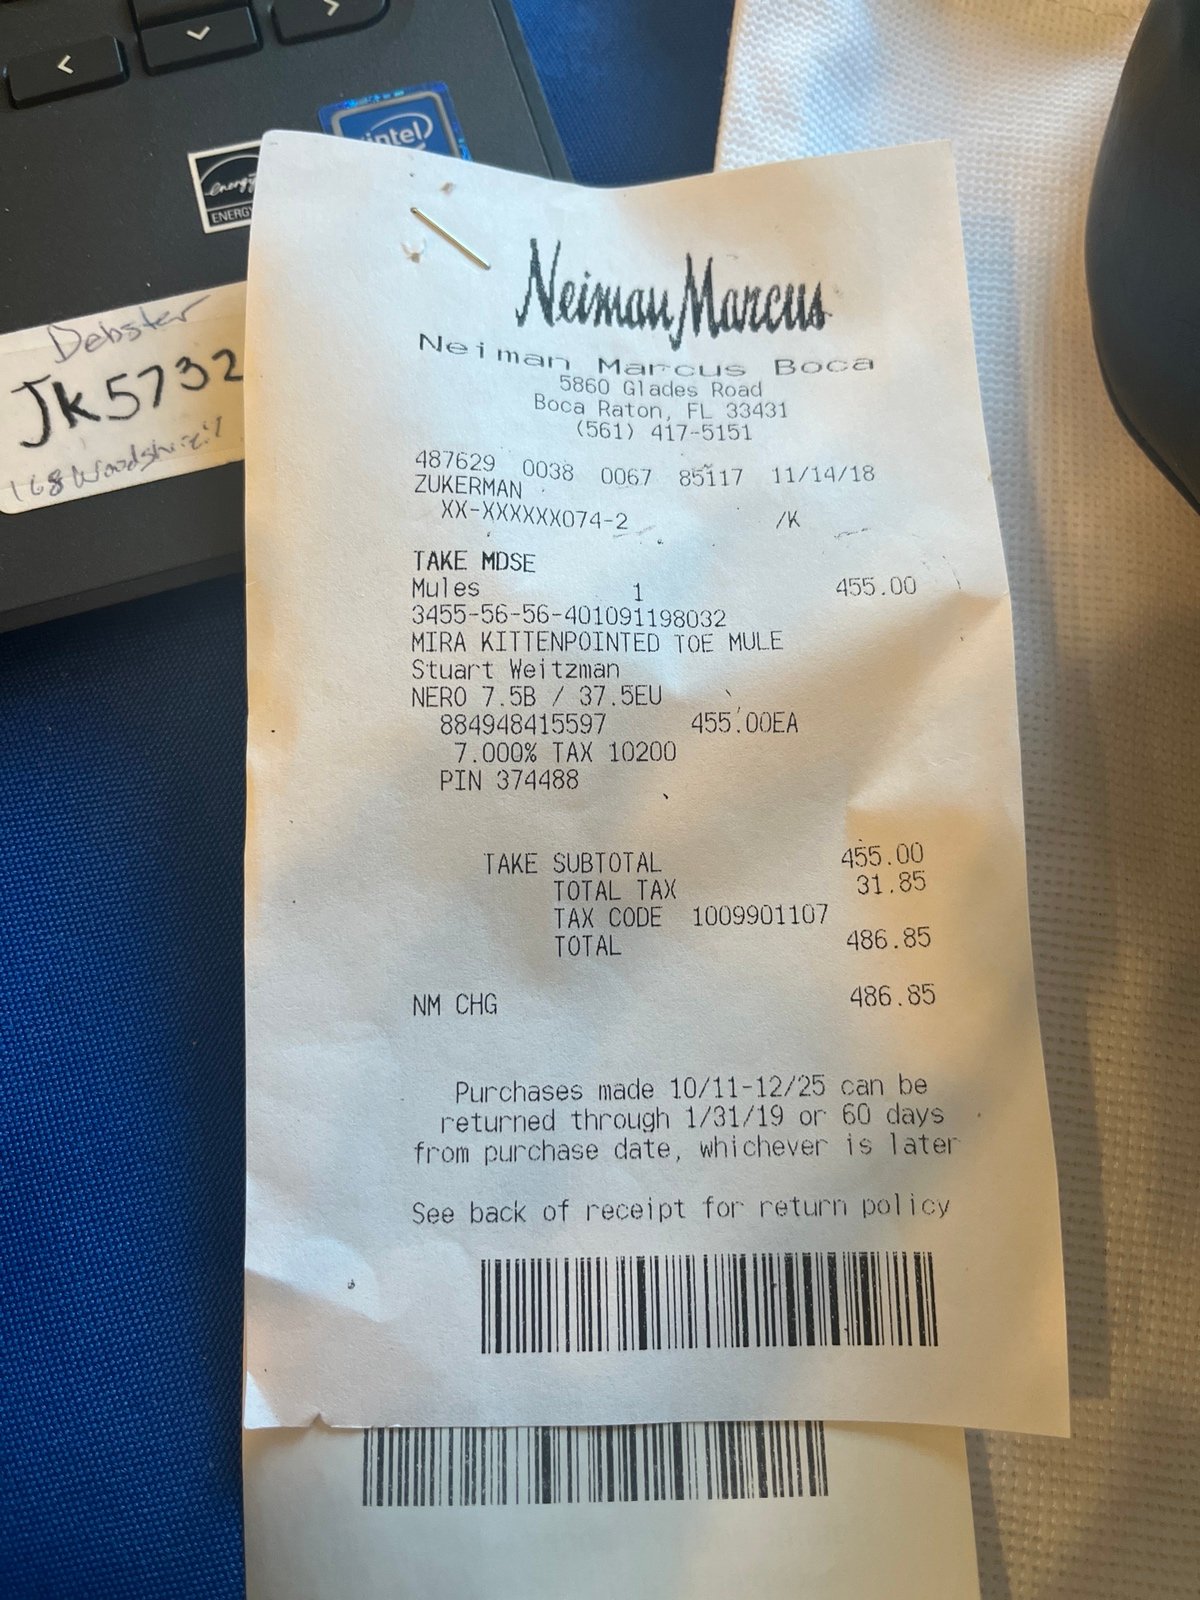 <
intel
energy
ENERGY
Debster
JK5732
Neiman Marcus
Neiman Marcus Boca
5860 Glades Road
Boca Raton, FL 33431
(561) 417-5151
487629 0038 0067 85117 11/14/18
ZUKERMAN
XX-XXXXXX074-2 /K
TAKE MDSE
Mules 1 455.00
3455-56-56-401091198032
MIRA KITTENPOINTED TOE MULE
Stuart Weitzman
NERO 7.5B / 37.5EU
884948415597 455.00EA
7.000% TAX 10200
PIN 374488
TAKE SUBTOTAL 455.00
TOTAL TAX 31.85
TAX CODE 1009901107
TOTAL 486.85
NM CHG 486.85
Purchases made 10/11-12/25 can be
returned through 1/31/19 or 60 days
from purchase date, whichever is later
See back of receipt for return policy